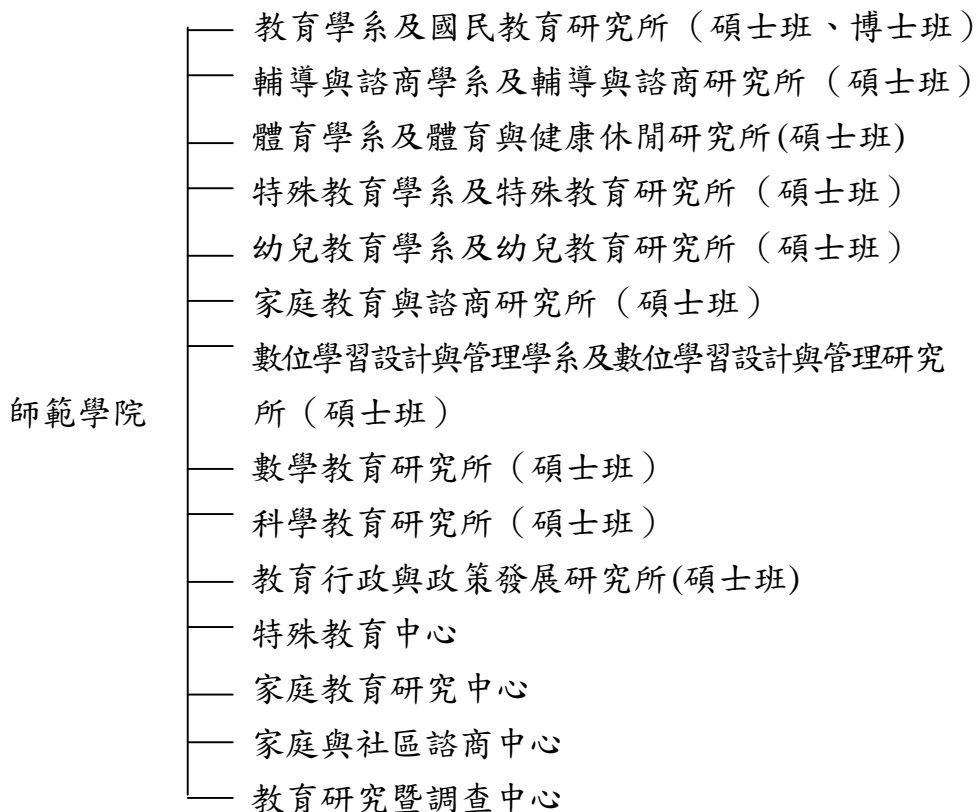 教育學系及國民教育研究所（碩士班、博士班）
輔導與諮商學系及輔導與諮商研究所（碩士班）
體育學系及體育與健康休閒研究所(碩士班)
特殊教育學系及特殊教育研究所（碩士班）
幼兒教育學系及幼兒教育研究所（碩士班）
家庭教育與諮商研究所（碩士班）
數位學習設計與管理學系及數位學習設計與管理研究
師範學院
所（碩士班）
數學教育研究所（碩士班）
科學教育研究所（碩士班）
教育行政與政策發展研究所(碩士班)
特殊教育中心
家庭教育研究中心
家庭與社區諮商中心
教育研究暨調查中心